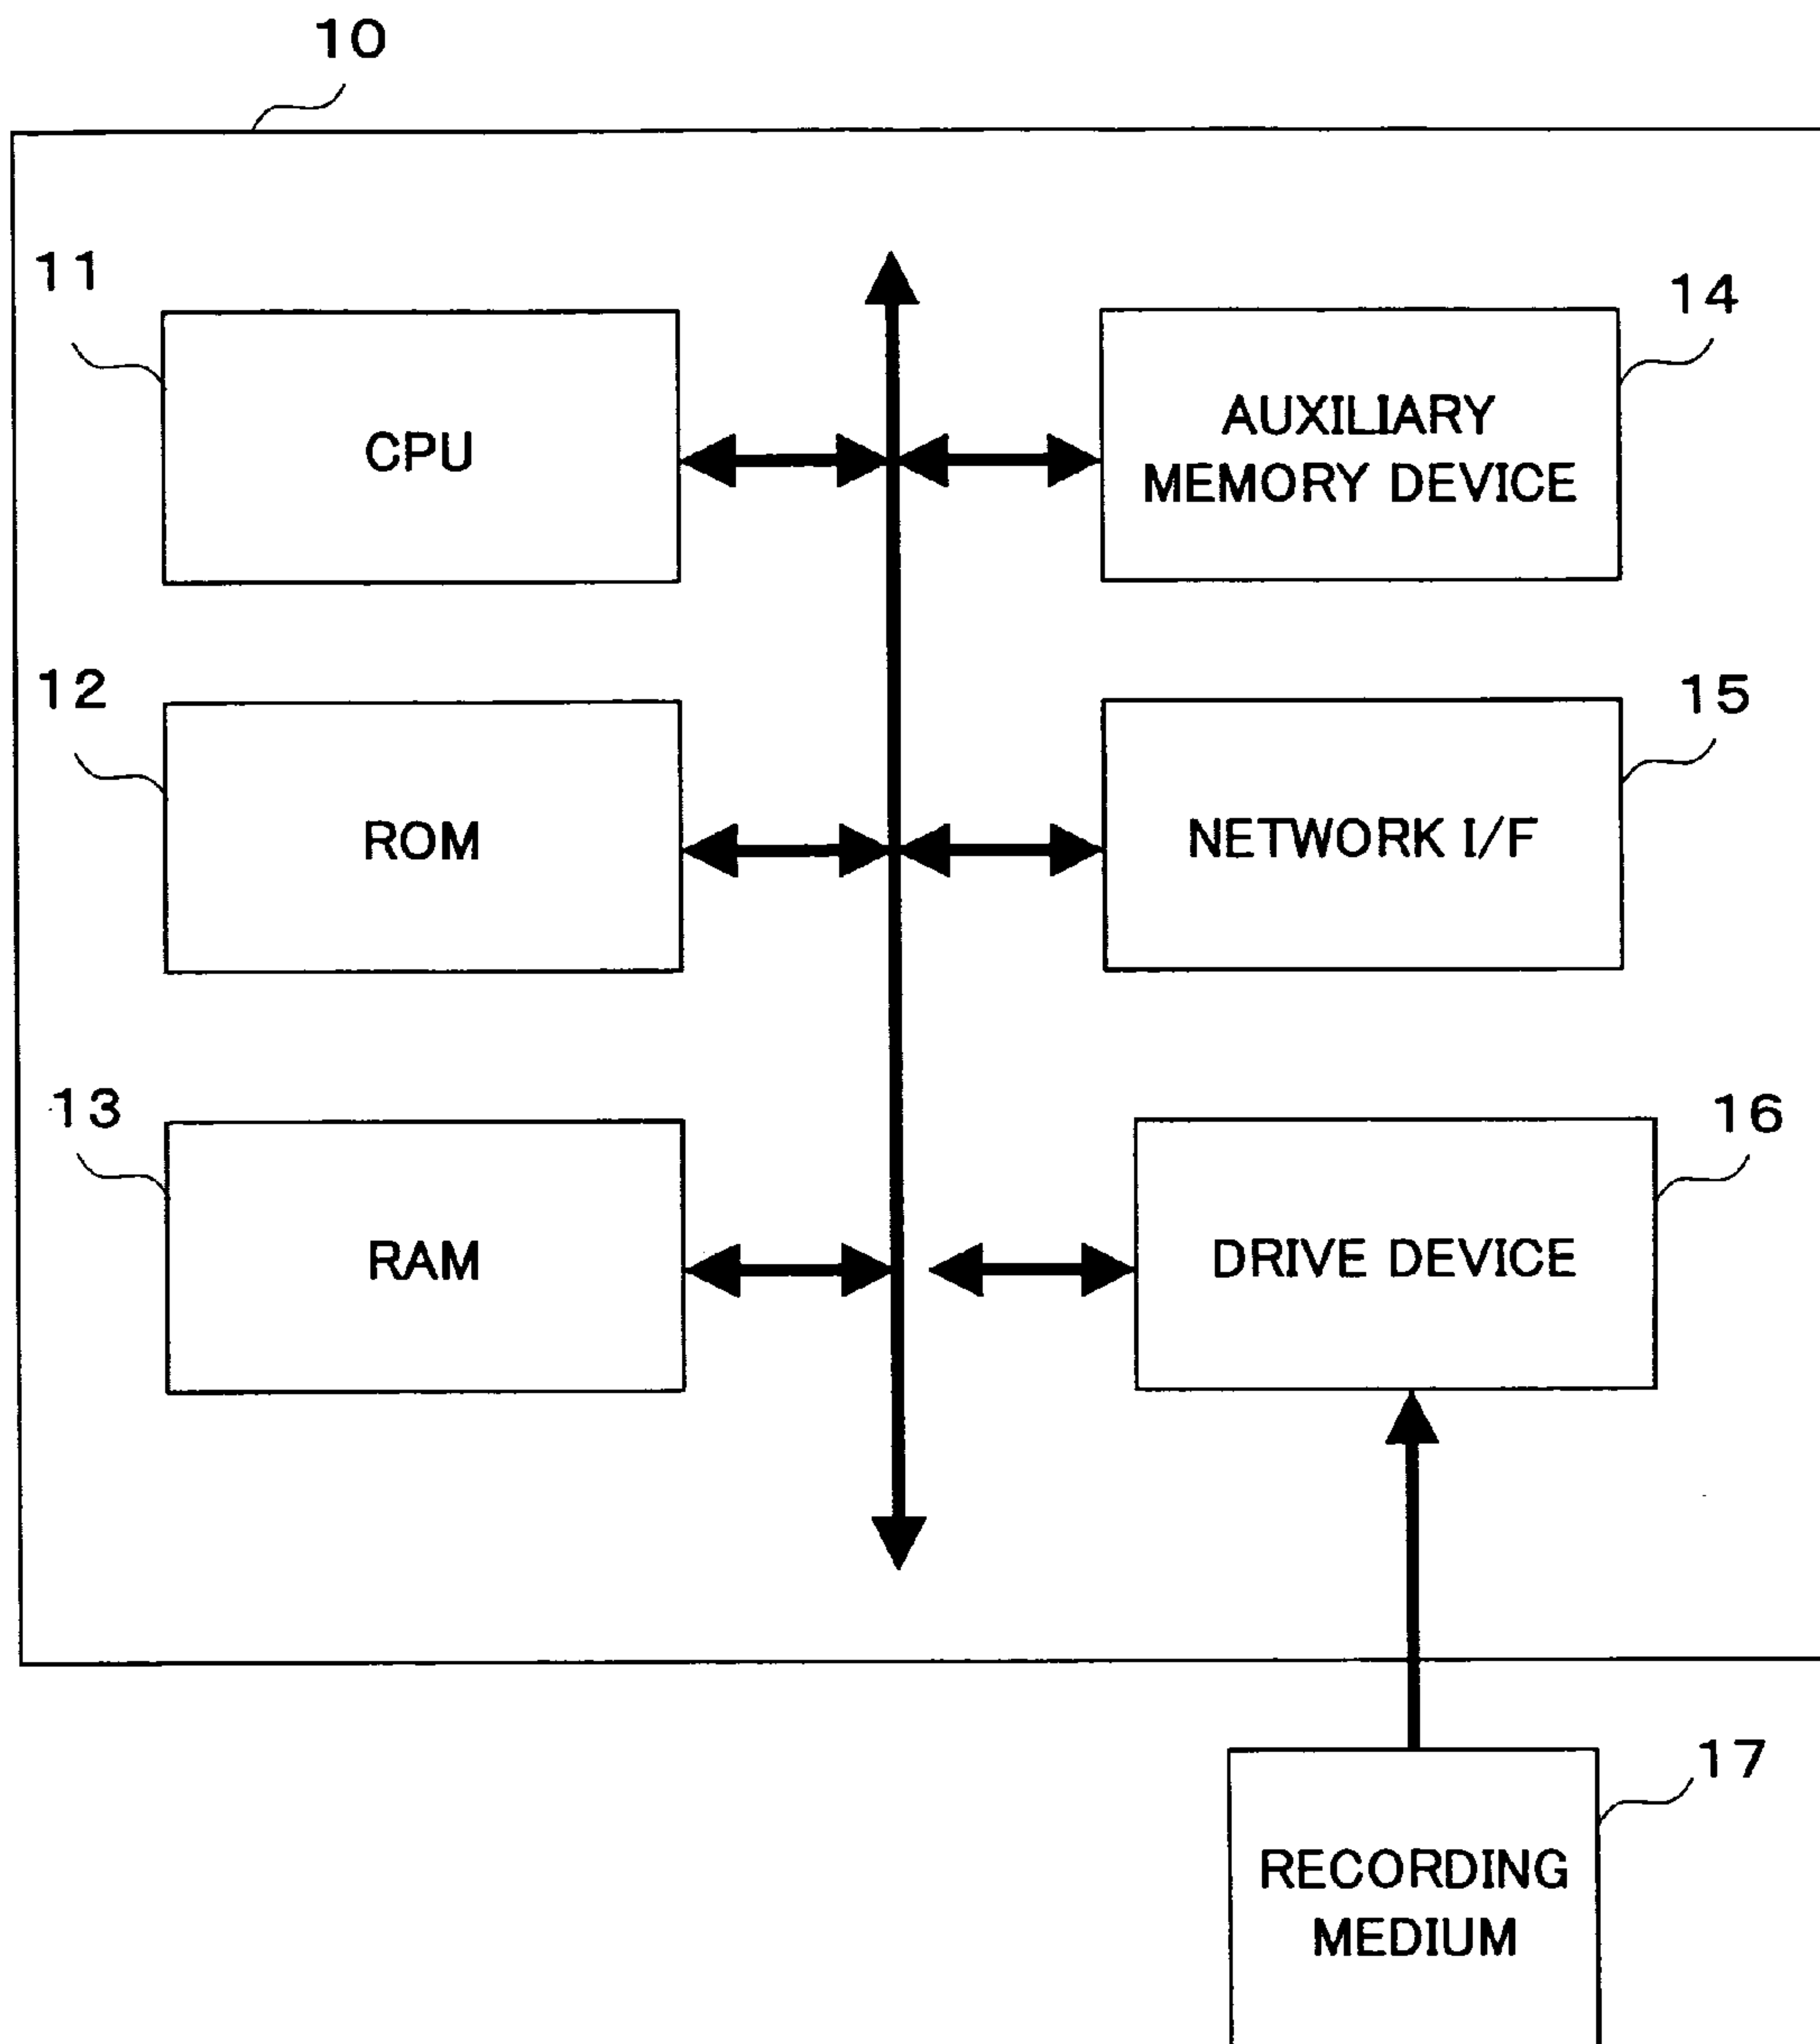 10
11
CPU
14
AUXILIARY
MEMORY DEVICE
12
ROM
15
NETWORK I/F
13
RAM
16
DRIVE DEVICE
17
RECORDING
MEDIUM